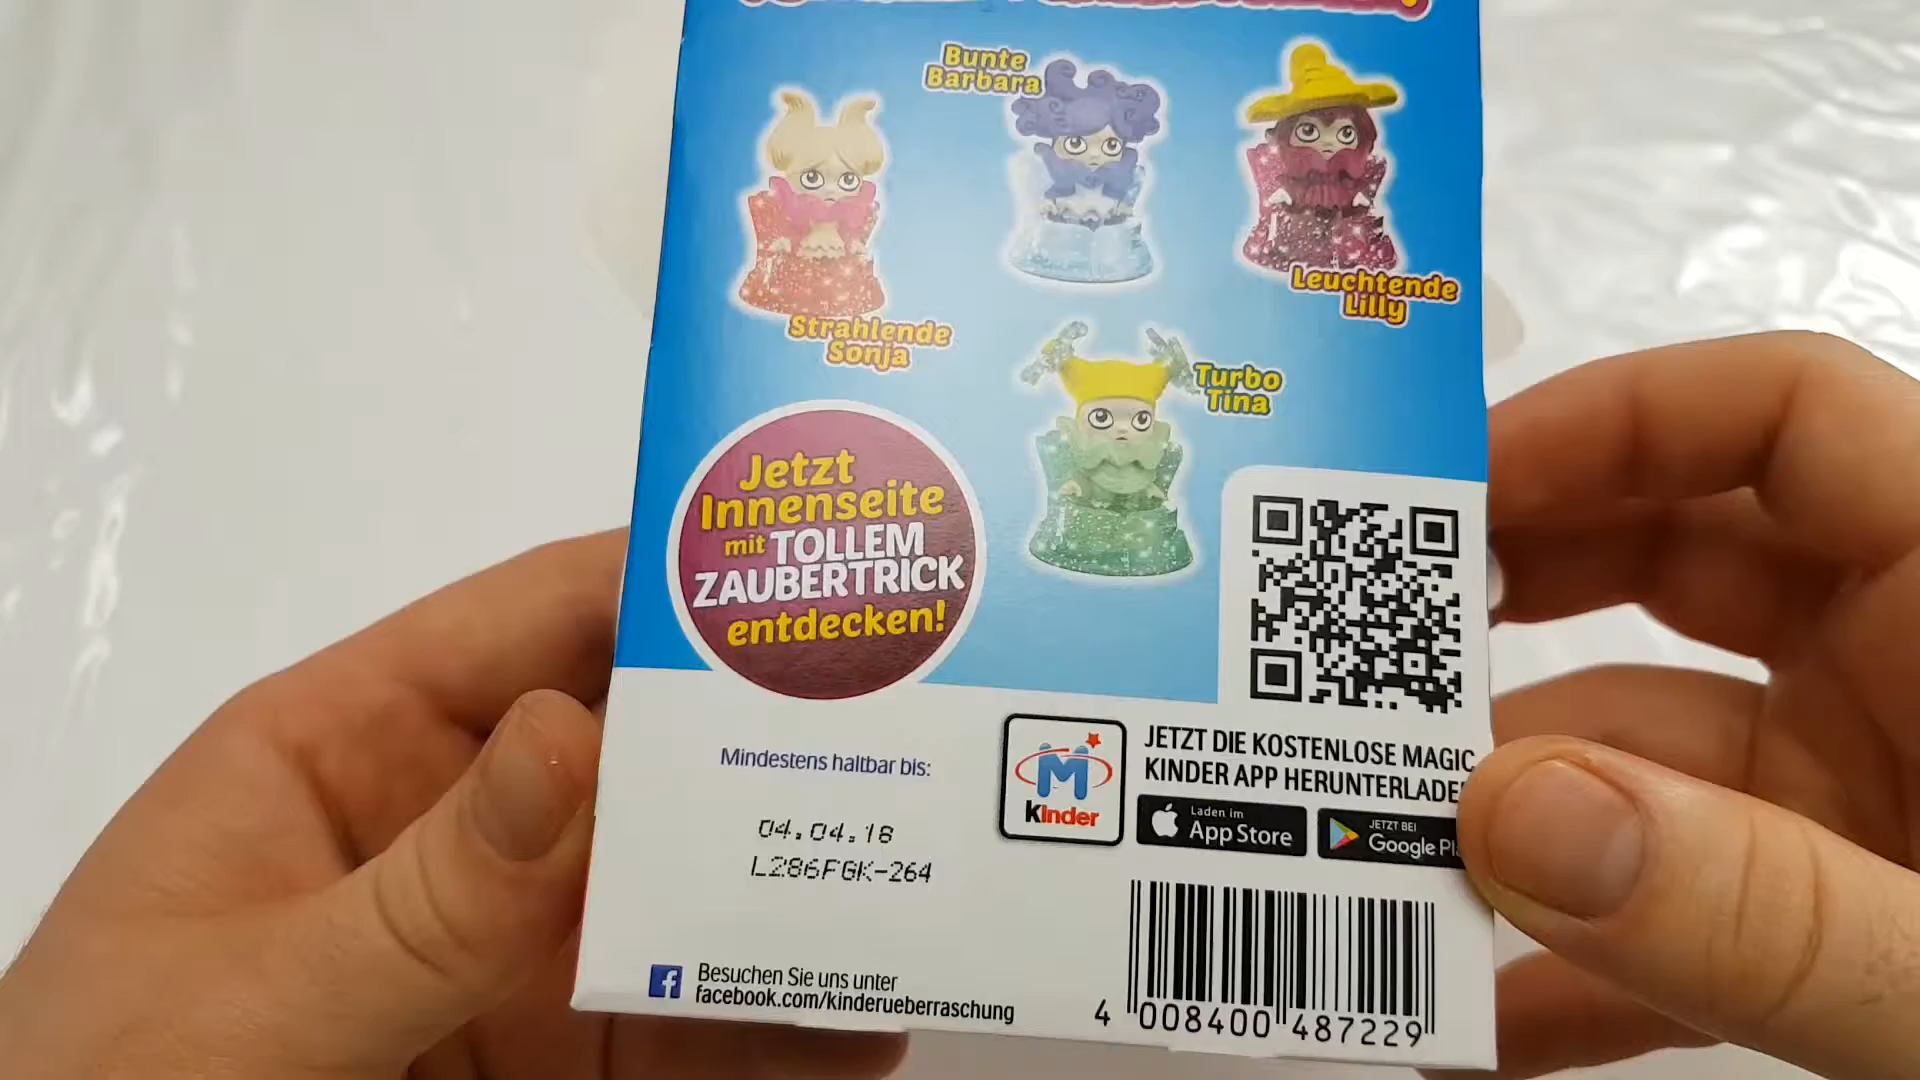 Bunte
Barbara
Leuchtende
Lilly
Strahlende
Sonja
Turbo
Tina
Jetzt
Innenseite
mit TOLLEM
ZAUBERTRICK
entdecken!
Mindestens haltbar bis:
04.04.18
L286FGK-264
Kinder
JETZT DIE KOSTENLOSE MAGIC
KINDER APP HERUNTERLADE
Laden im
App Store
JETZT BEI
Google Pl
Besuchen Sie uns unter
facebook.com/kinderueberraschung
4 008400 487229